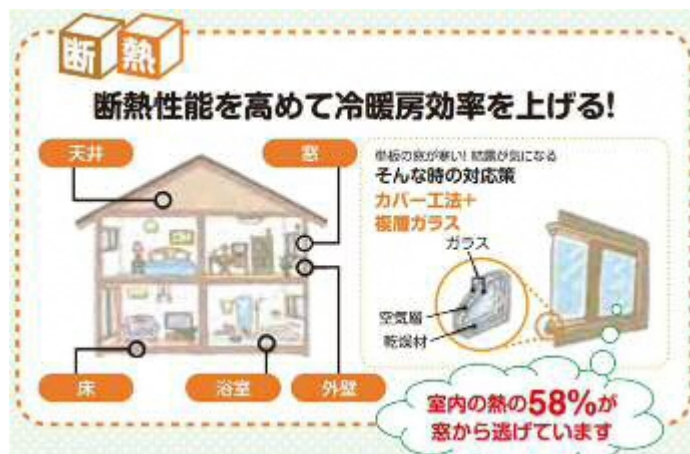 断熱
断熱性能を高めて冷暖房効率を上げる!
天井
窓
単板の窓が寒い! 結露が気になる
そんな時の対応策
カバー工法+
複層ガラス
ガラス
空気層
乾燥材
床
浴室
外壁
室内の熱の58%が
窓から逃げています